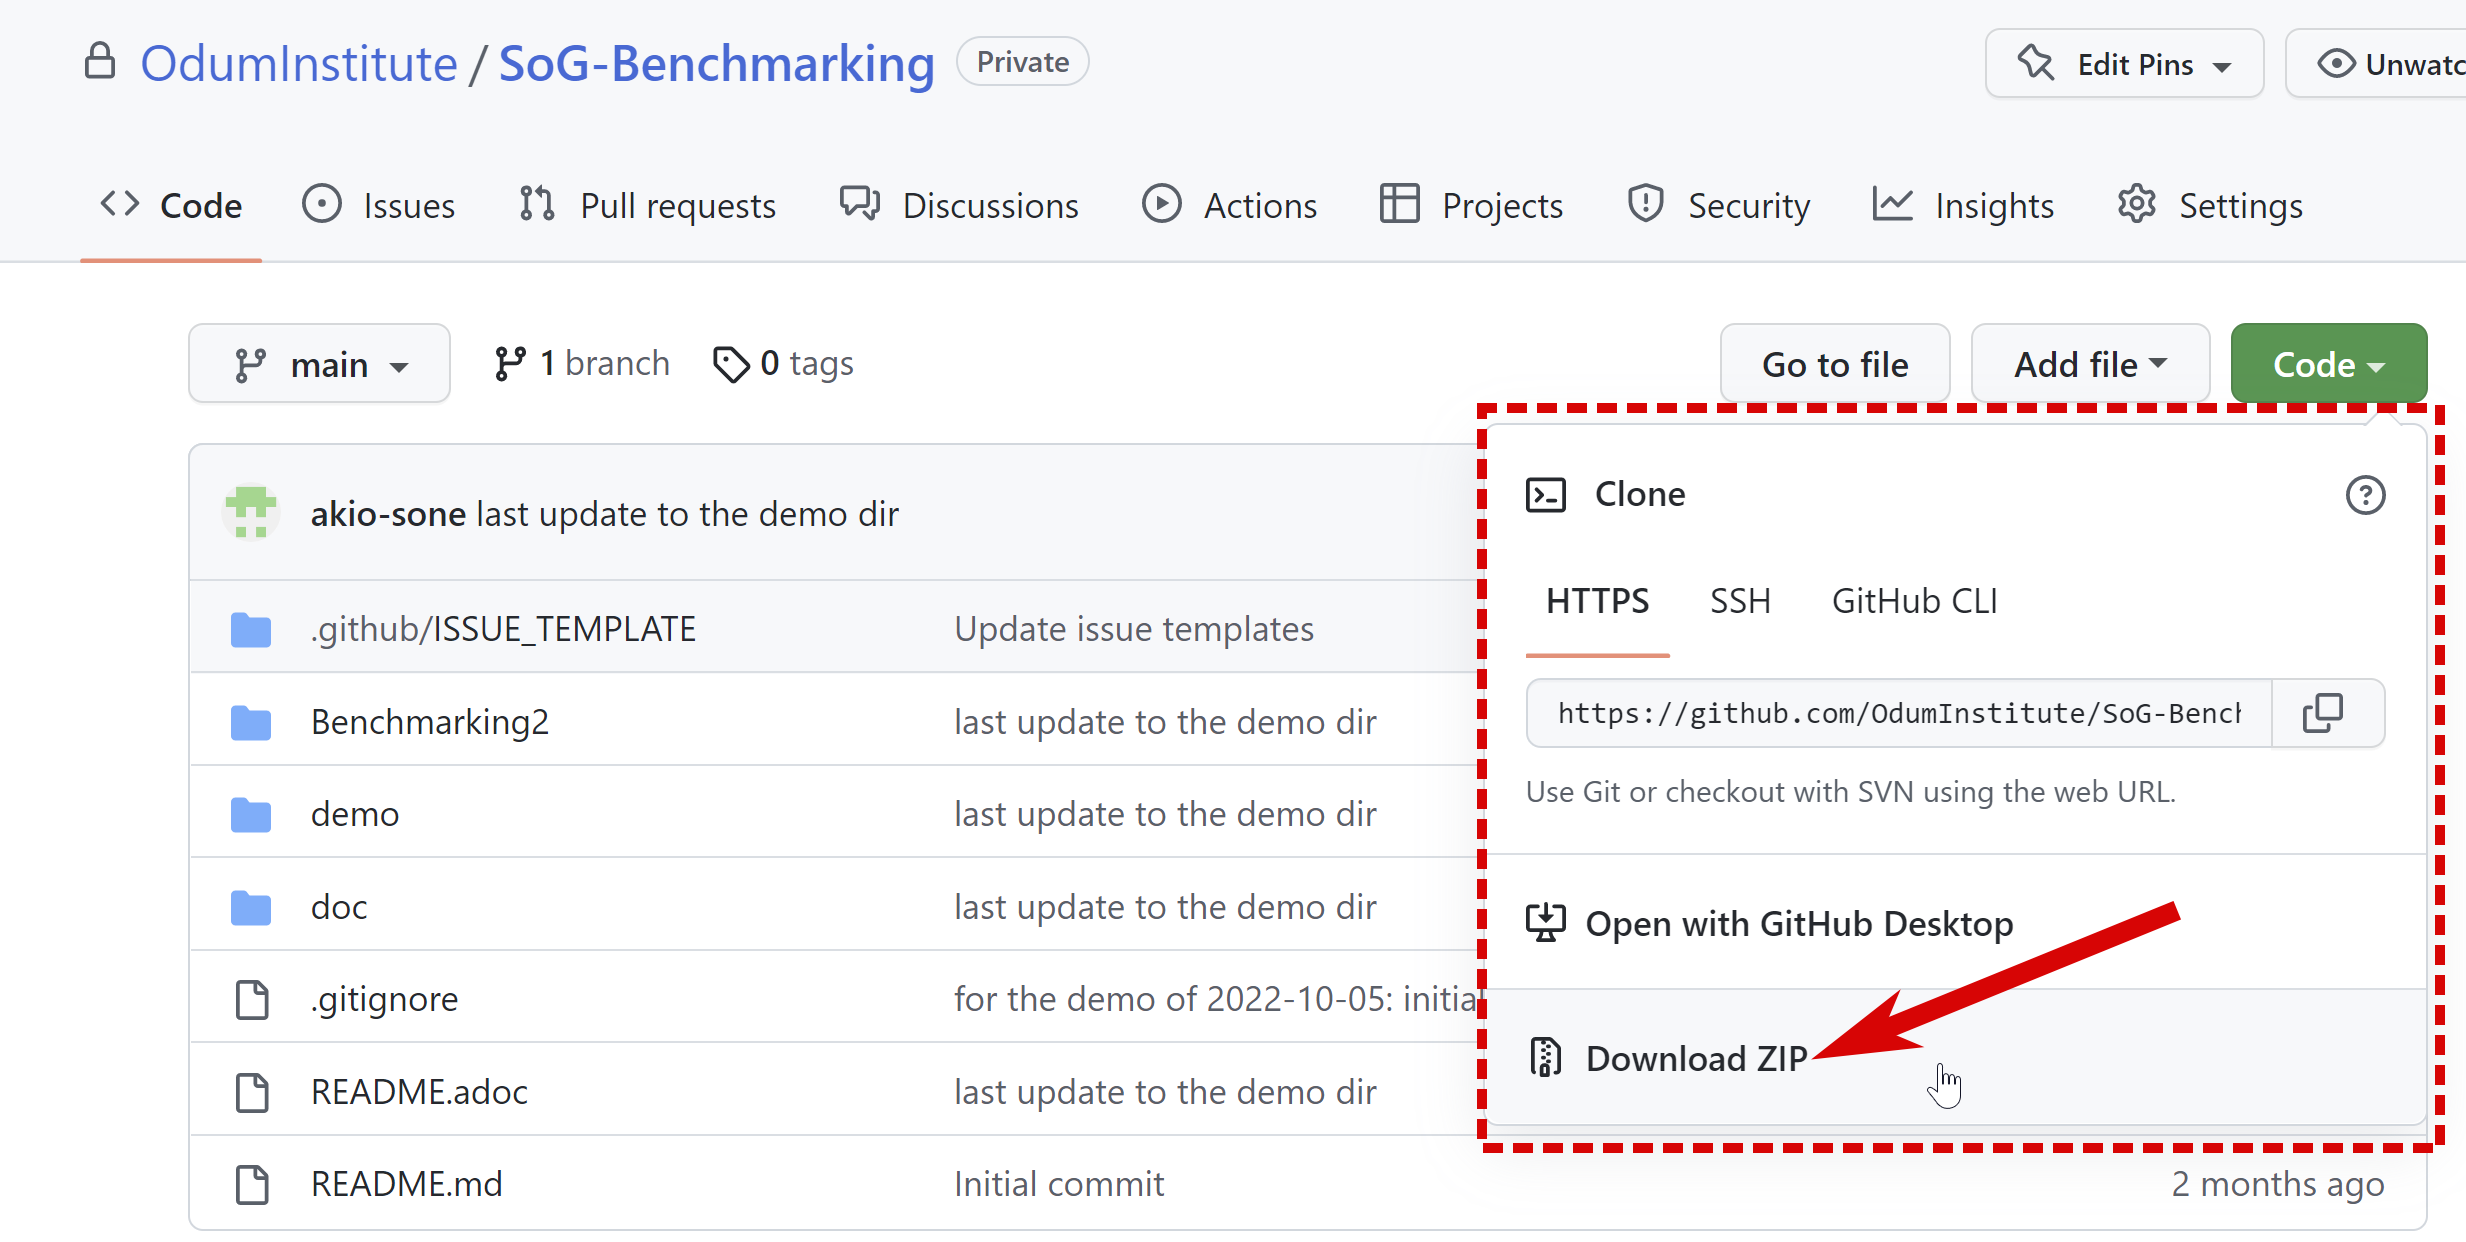 OdumInstitute / SoG-Benchmarking Private
Edit Pins
Unwatc
Code
Issues
Pull requests
Discussions
Actions
Projects
Security
Insights
Settings
main
1 branch
0 tags
Go to file
Add file
Code
akio-sone last update to the demo dir
.github/ISSUE_TEMPLATE
Update issue templates
Benchmarking2
last update to the demo dir
demo
last update to the demo dir
doc
last update to the demo dir
.gitignore
for the demo of 2022-10-05: initia
README.adoc
last update to the demo dir
README.md
Initial commit
2 months ago
Clone
HTTPS
SSH
GitHub CLI
https://github.com/OdumInstitute/SoG-Bench
Use Git or checkout with SVN using the web URL.
Open with GitHub Desktop
Download ZIP